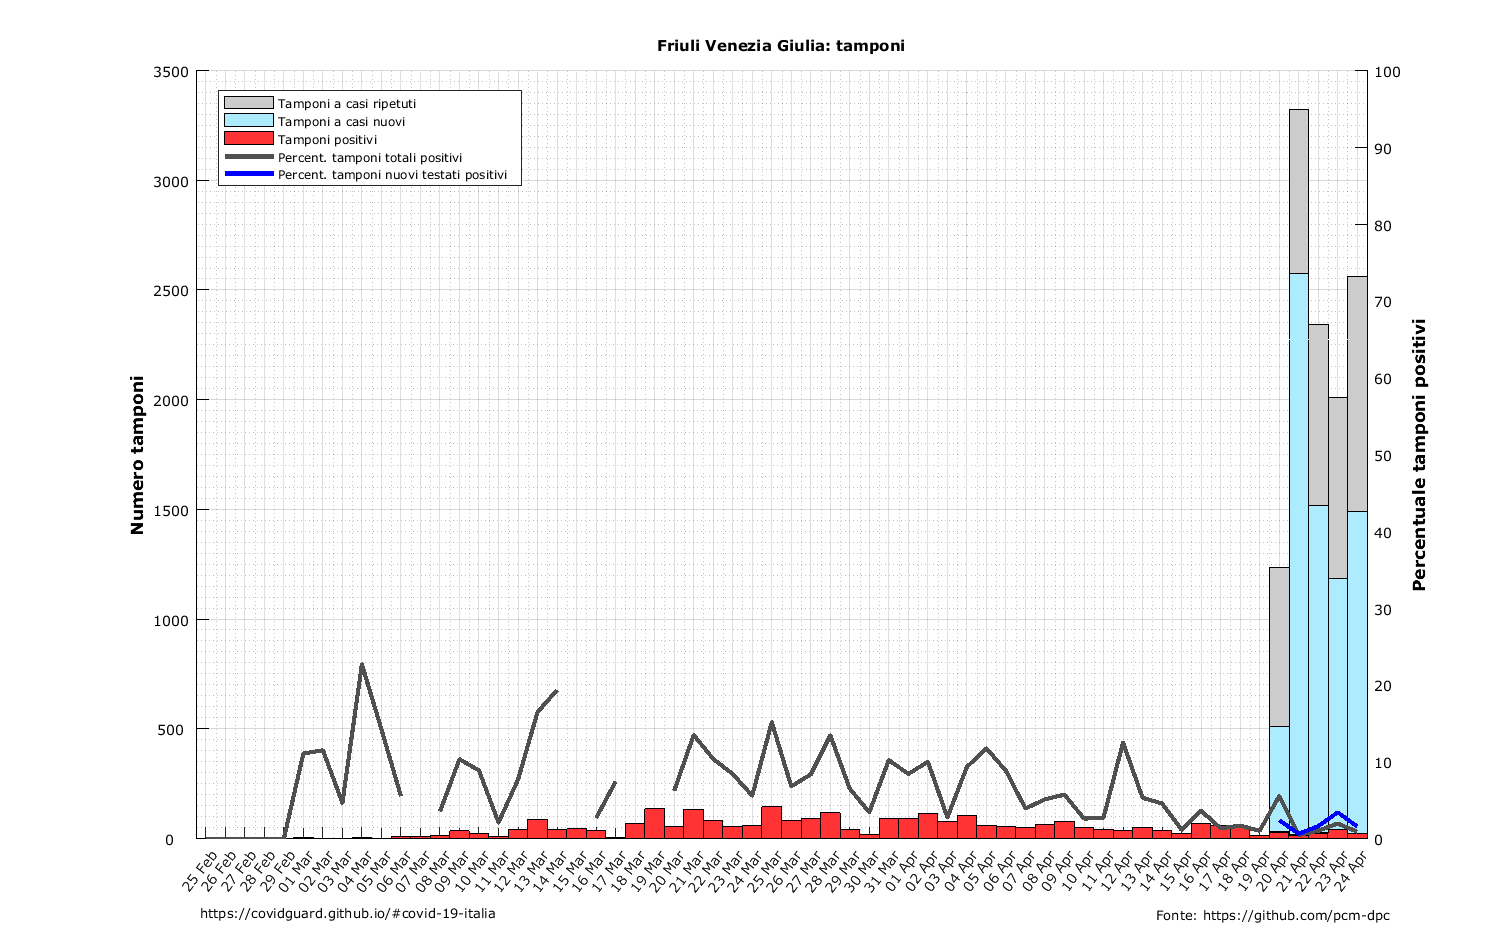 Friuli Venezia Giulia: tamponi
Tamponi a casi ripetuti
Tamponi a casi nuovi
Tamponi positivi
Percent. tamponi totali positivi
Percent. tamponi nuovi testati positivi
Numero tamponi
3500
3000
2500
2000
1500
1000
500
0
Percentuale tamponi positivi
100
90
80
70
60
50
40
30
20
10
0
25 Feb
26 Feb
27 Feb
28 Feb
29 Feb
01 Mar
02 Mar
03 Mar
04 Mar
05 Mar
06 Mar
07 Mar
08 Mar
09 Mar
10 Mar
11 Mar
12 Mar
13 Mar
14 Mar
15 Mar
16 Mar
17 Mar
18 Mar
19 Mar
20 Mar
21 Mar
22 Mar
23 Mar
24 Mar
25 Mar
26 Mar
27 Mar
28 Mar
29 Mar
30 Mar
31 Mar
01 Apr
02 Apr
03 Apr
04 Apr
05 Apr
06 Apr
07 Apr
08 Apr
09 Apr
10 Apr
11 Apr
12 Apr
13 Apr
14 Apr
15 Apr
16 Apr
17 Apr
18 Apr
19 Apr
20 Apr
21 Apr
22 Apr
23 Apr
24 Apr
https://covidguard.github.io/#covid-19-italia
Fonte: https://github.com/pcm-dpc